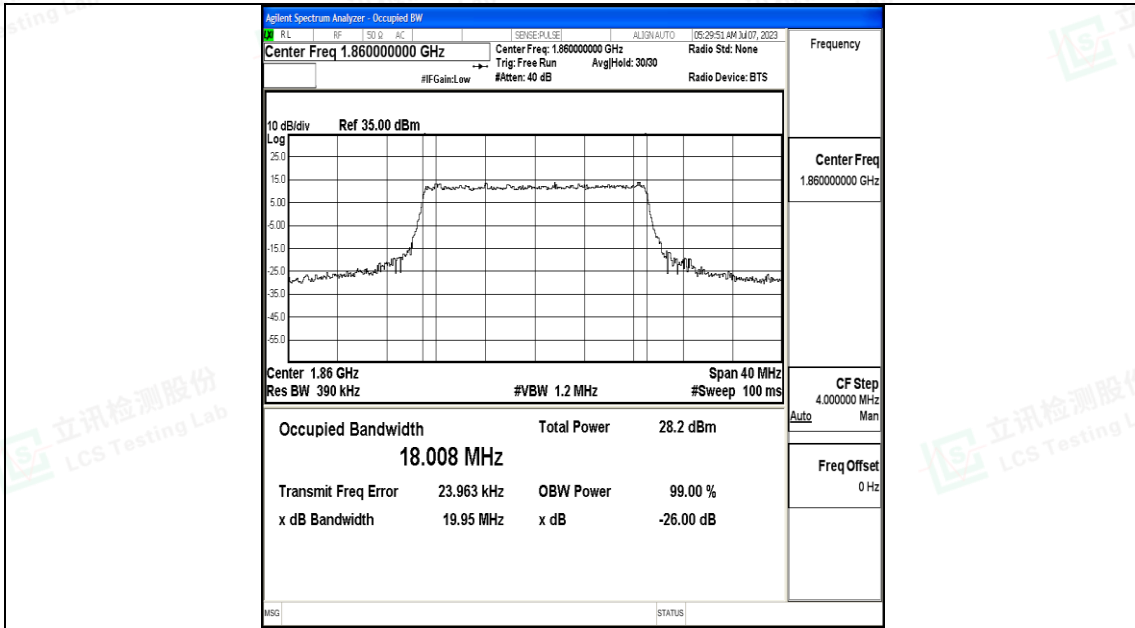 Agilent Spectrum Analyzer - Occupied BW
RL RF 50 Ω AC SENSE:PULSE ALIGN AUTO 05:29:51 AM Jul 07, 2023
Center Freq 1.860000000 GHz
Center Freq: 1.860000000 GHz
Radio Std: None
Trig: Free Run Avg|Hold: 30/30
#IFGain:Low
#Atten: 40 dB
Radio Device: BTS
10 dB/div Ref 35.00 dBm
Log
25.0
15.0
5.00
-5.00
-15.0
-25.0
-35.0
-45.0
-55.0
Center 1.86 GHz
Span 40 MHz
Res BW 390 kHz
#VBW 1.2 MHz
#Sweep 100 ms
Occupied Bandwidth
Total Power 28.2 dBm
18.008 MHz
Transmit Freq Error 23.963 kHz
OBW Power 99.00 %
x dB Bandwidth 19.95 MHz
x dB -26.00 dB
MSG
STATUS
Frequency
Center Freq
1.860000000 GHz
CF Step
4.000000 MHz
Auto Man
Freq Offset
0 Hz
立讯检测股份
LCS Testing Lab
立讯检测股份
LCS Testing L